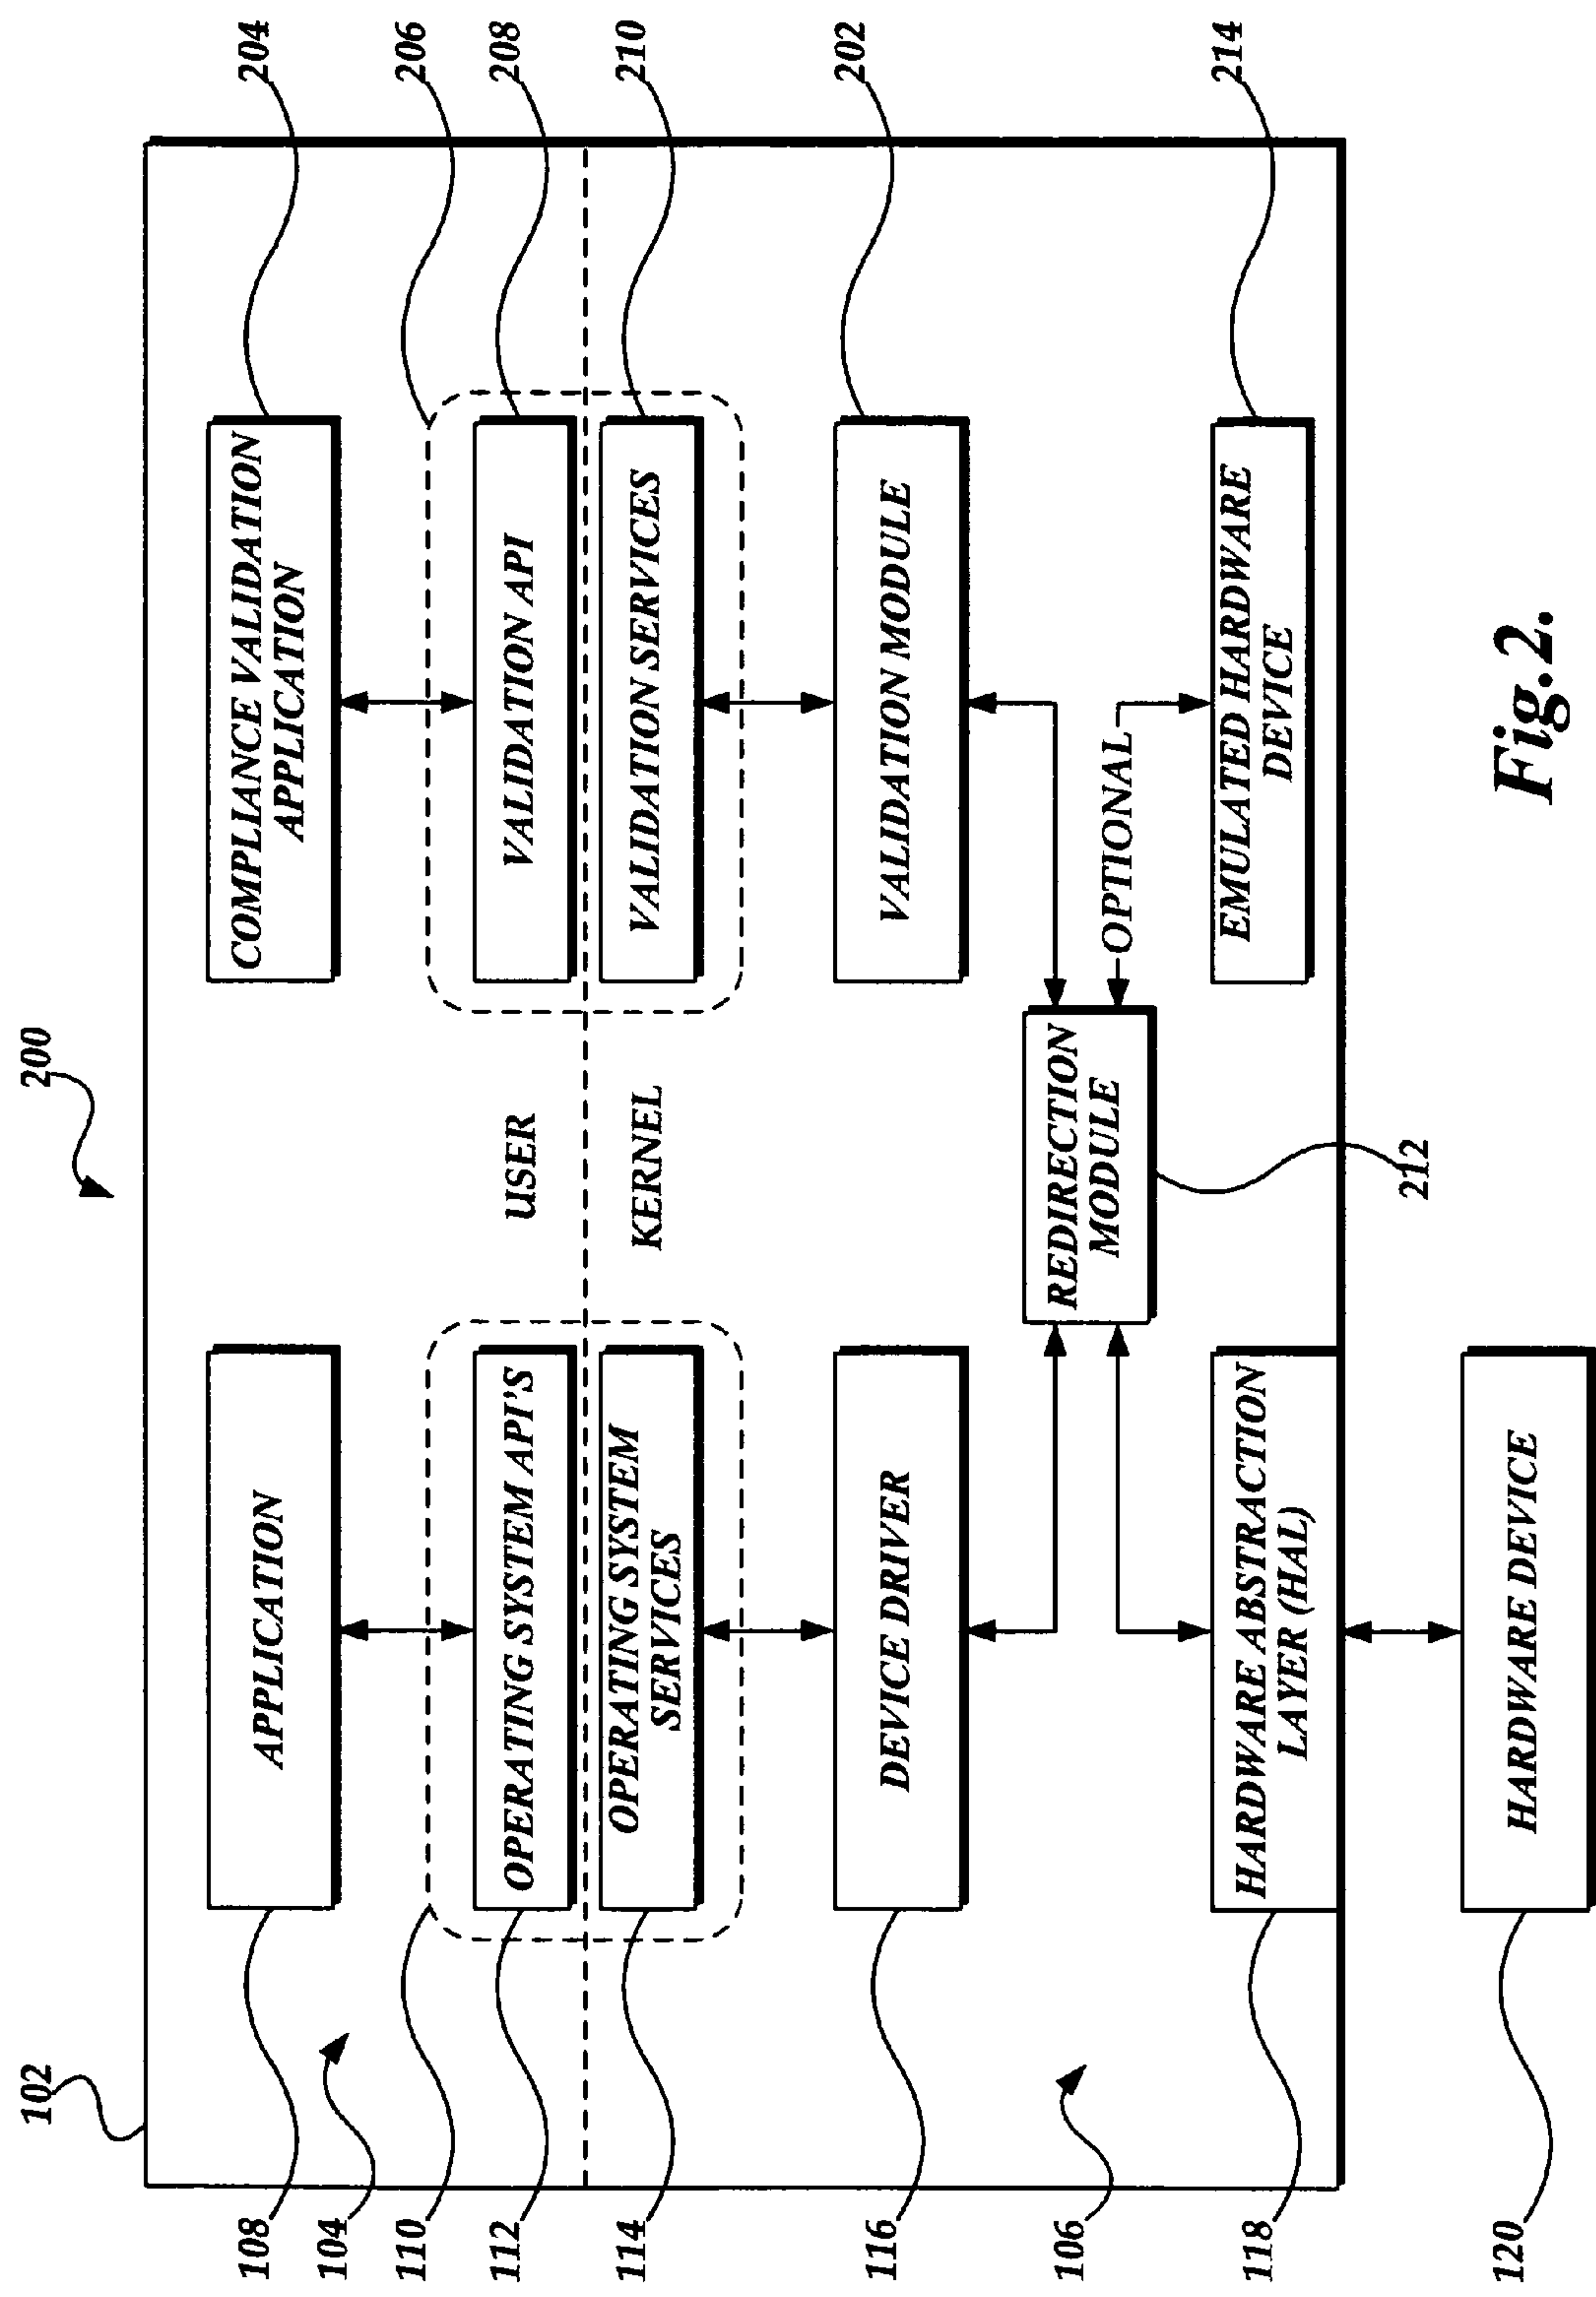 200
102
204
COMPLIANCE VALIDATION
APPLICATION
206
208
VALIDATION API
210
VALIDATION SERVICES
202
VALIDATION MODULE
214
EMULATED HARDWARE
DEVICE
OPTIONAL
USER
KERNEL
REDIRECTION
MODULE
212
108
APPLICATION
104
110
112
OPERATING SYSTEM API'S
114
OPERATING SYSTEM
SERVICES
116
DEVICE DRIVER
106
118
HARDWARE ABSTRACTION
LAYER (HAL)
120
HARDWARE DEVICE
Fig.2.